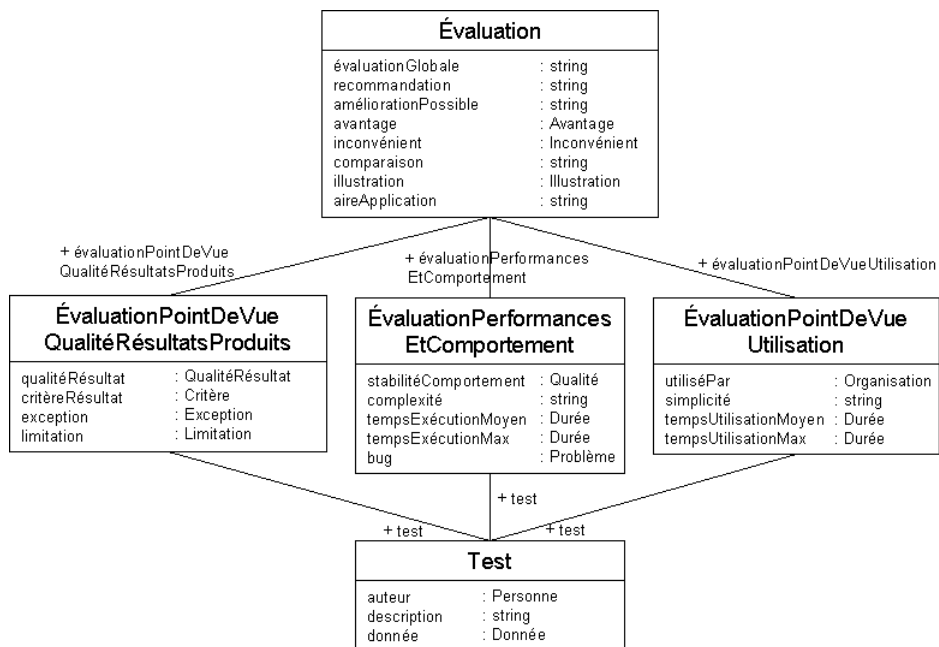 Évaluation
évaluationGlobale : string
recommandation : string
améliorationPossible : string
avantage : Avantage
inconvénient : Inconvénient
comparaison : string
illustration : Illustration
aireApplication : string
+ évaluationPointDeVue
QualitéRésultatsProduits
+ évaluationPerformances
EtComportement
+ évaluationPointDeVueUtilisation
ÉvaluationPointDeVue
QualitéRésultatsProduits
qualitéRésultat : QualitéRésultat
critèreRésultat : Critère
exception : Exception
limitation : Limitation
ÉvaluationPerformances
EtComportement
stabilitéComportement : Qualité
complexité : string
tempsExécutionMoyen : Durée
tempsExécutionMax : Durée
bug : Problème
ÉvaluationPointDeVue
Utilisation
utiliséPar : Organisation
simplicité : string
tempsUtilisationMoyen : Durée
tempsUtilisationMax : Durée
+ test
+ test
+ test
Test
auteur : Personne
description : string
donnée : Donnée